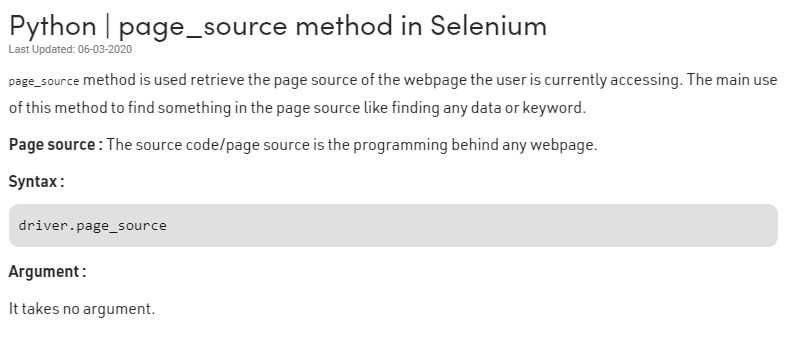 Python | page_source method in Selenium
Last Updated: 06-03-2020
page_source method is used retrieve the page source of the webpage the user is currently accessing. The main use
of this method to find something in the page source like finding any data or keyword.
Page source : The source code/page source is the programming behind any webpage.
Syntax :
driver.page_source
Argument :
It takes no argument.